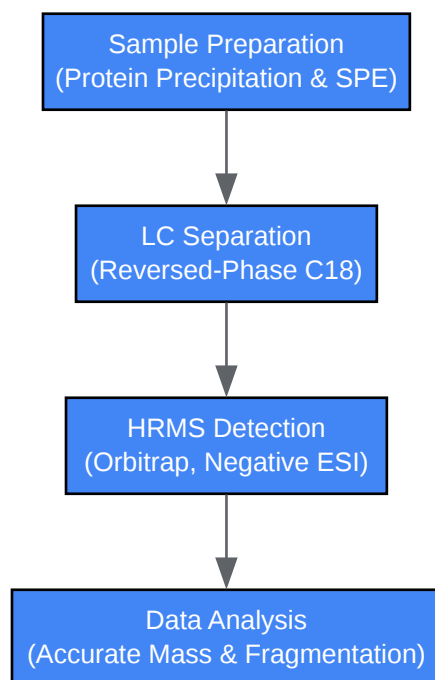 Sample Preparation
(Protein Precipitation & SPE)
LC Separation
(Reversed-Phase C18)
HRMS Detection
(Orbitrap, Negative ESI)
Data Analysis
(Accurate Mass & Fragmentation)